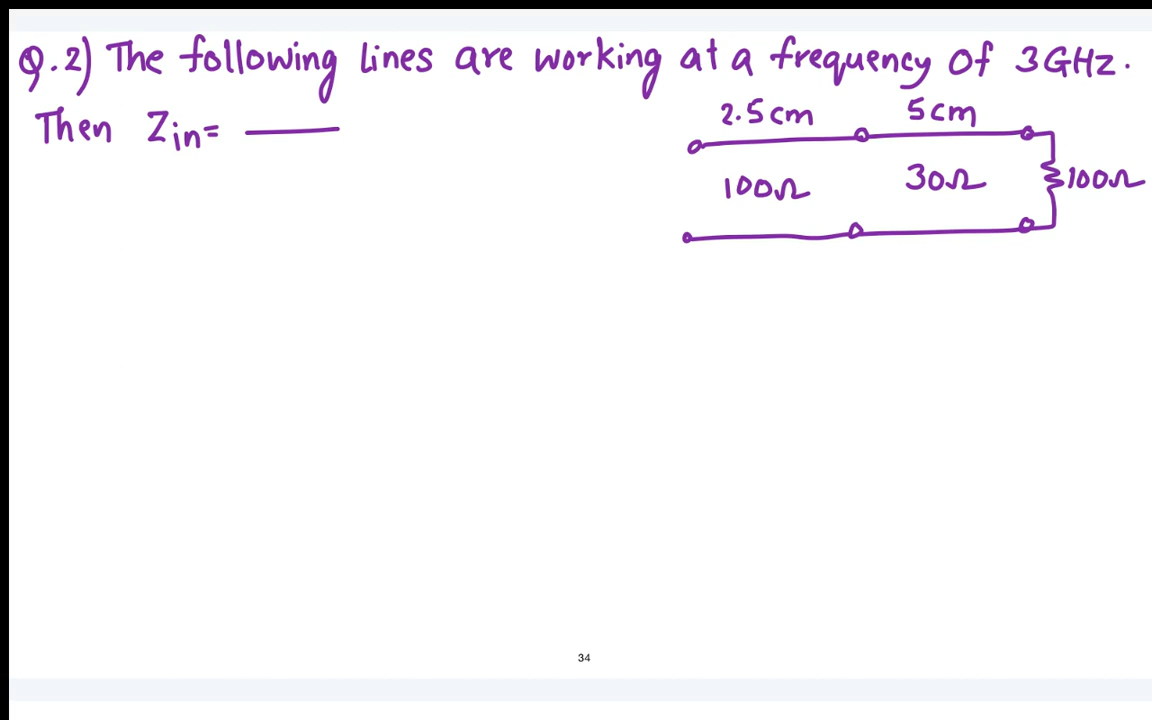 Q.2) The following lines are working at a frequency of 3GHz.
Then Zin= ____
2.5cm 5cm
100Ω 30Ω 100Ω
34